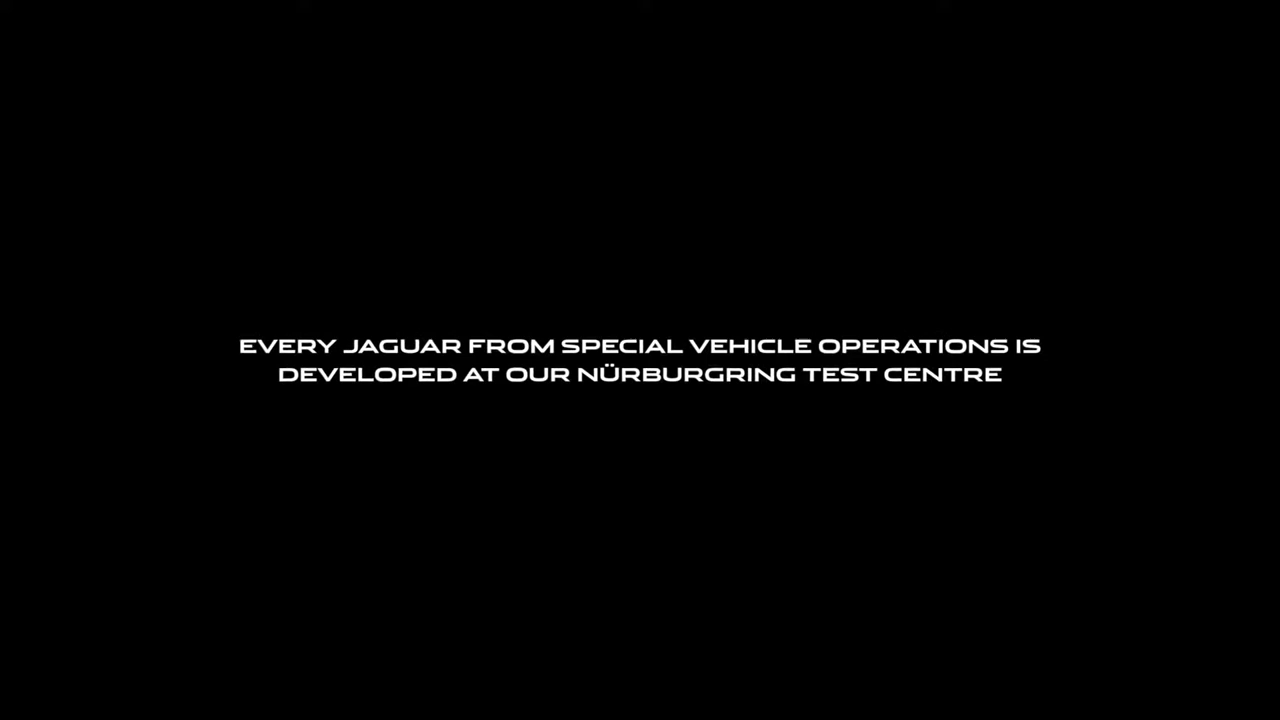 EVERY JAGUAR FROM SPECIAL VEHICLE OPERATIONS IS
DEVELOPED AT OUR NÜRBURGRING TEST CENTRE